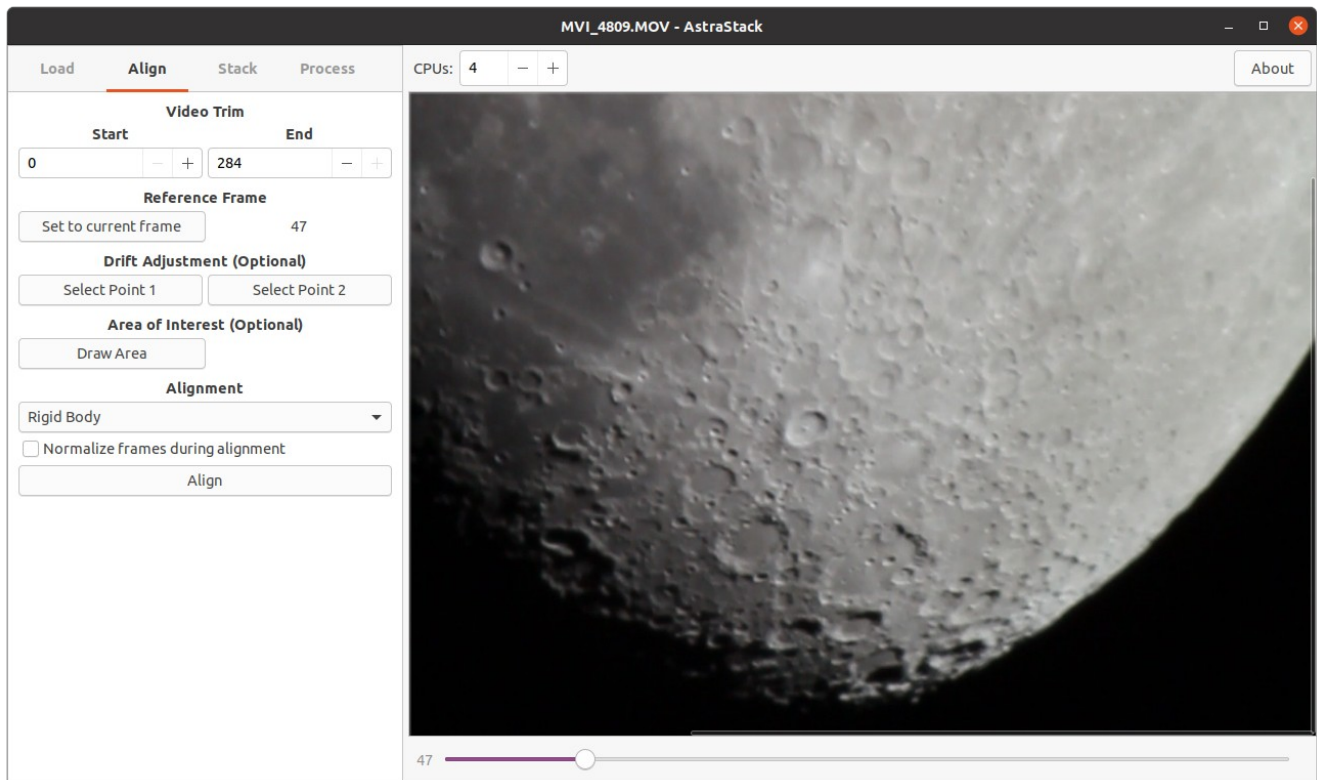 MVI_4809.MOV - AstraStack
Load Align Stack Process
CPUs: 4
About
Video Trim
Start End
0 284
Reference Frame
Set to current frame 47
Drift Adjustment (Optional)
Select Point 1 Select Point 2
Area of Interest (Optional)
Draw Area
Alignment
Rigid Body
Normalize frames during alignment
Align
47